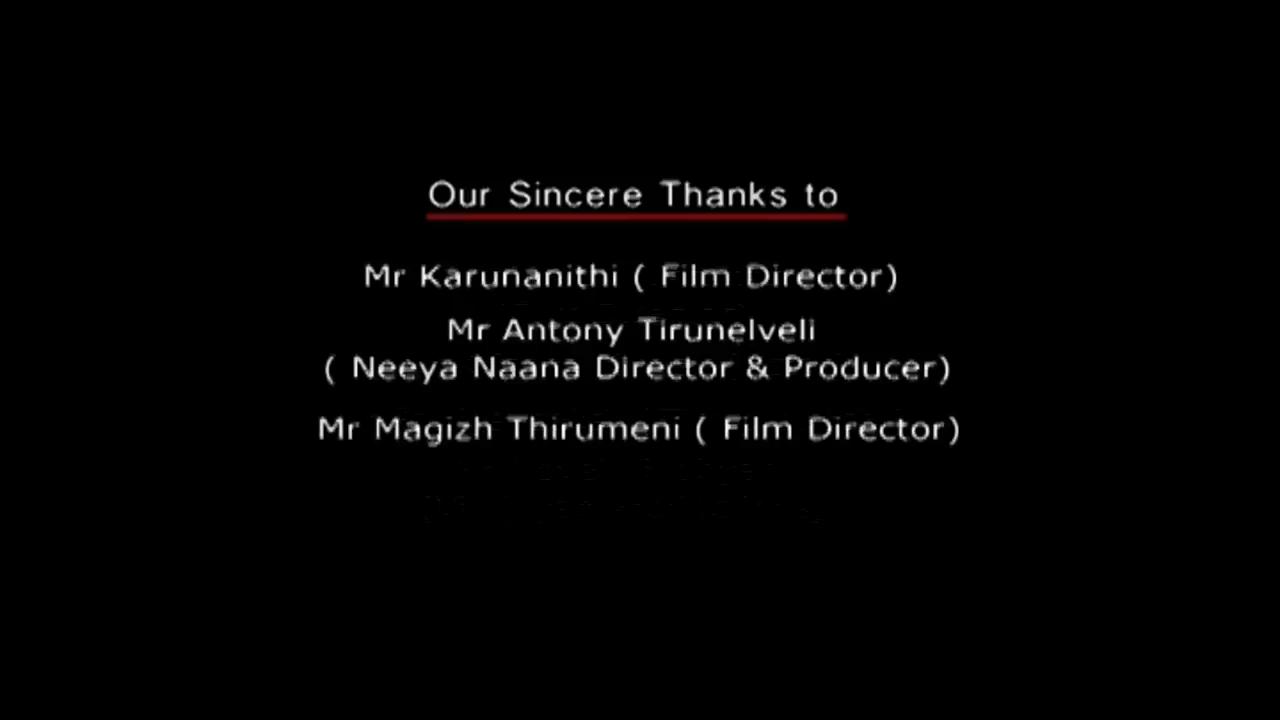 Our Sincere Thanks to
Mr Karunanithi ( Film Director)
Mr Antony Tirunelveli
( Neeya Naana Director & Producer)
Mr Magizh Thirumeni ( Film Director)